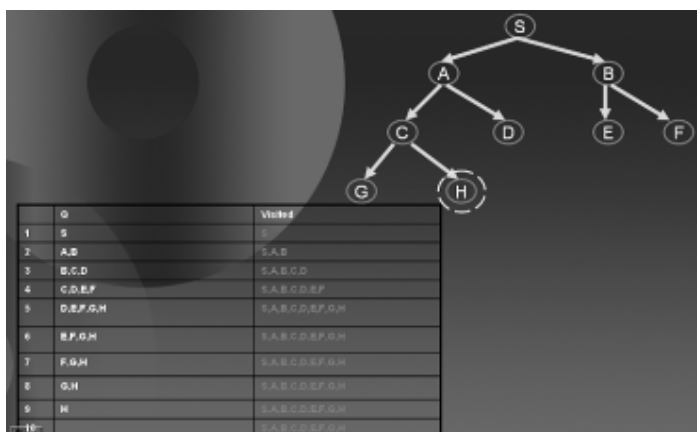 S
A B
C D E F
G H
Q Visited
1 S S
2 A,B S,A,B
3 B,C,D S,A,B,C,D
4 C,D,E,F S,A,B,C,D,E,F
5 D,E,F,G,H S,A,B,C,D,E,F,G,H
6 E,F,G,H S,A,B,C,D,E,F,G,H
7 F,G,H S,A,B,C,D,E,F,G,H
8 G,H S,A,B,C,D,E,F,G,H
9 H S,A,B,C,D,E,F,G,H
10 S,A,B,C,D,E,F,G,H